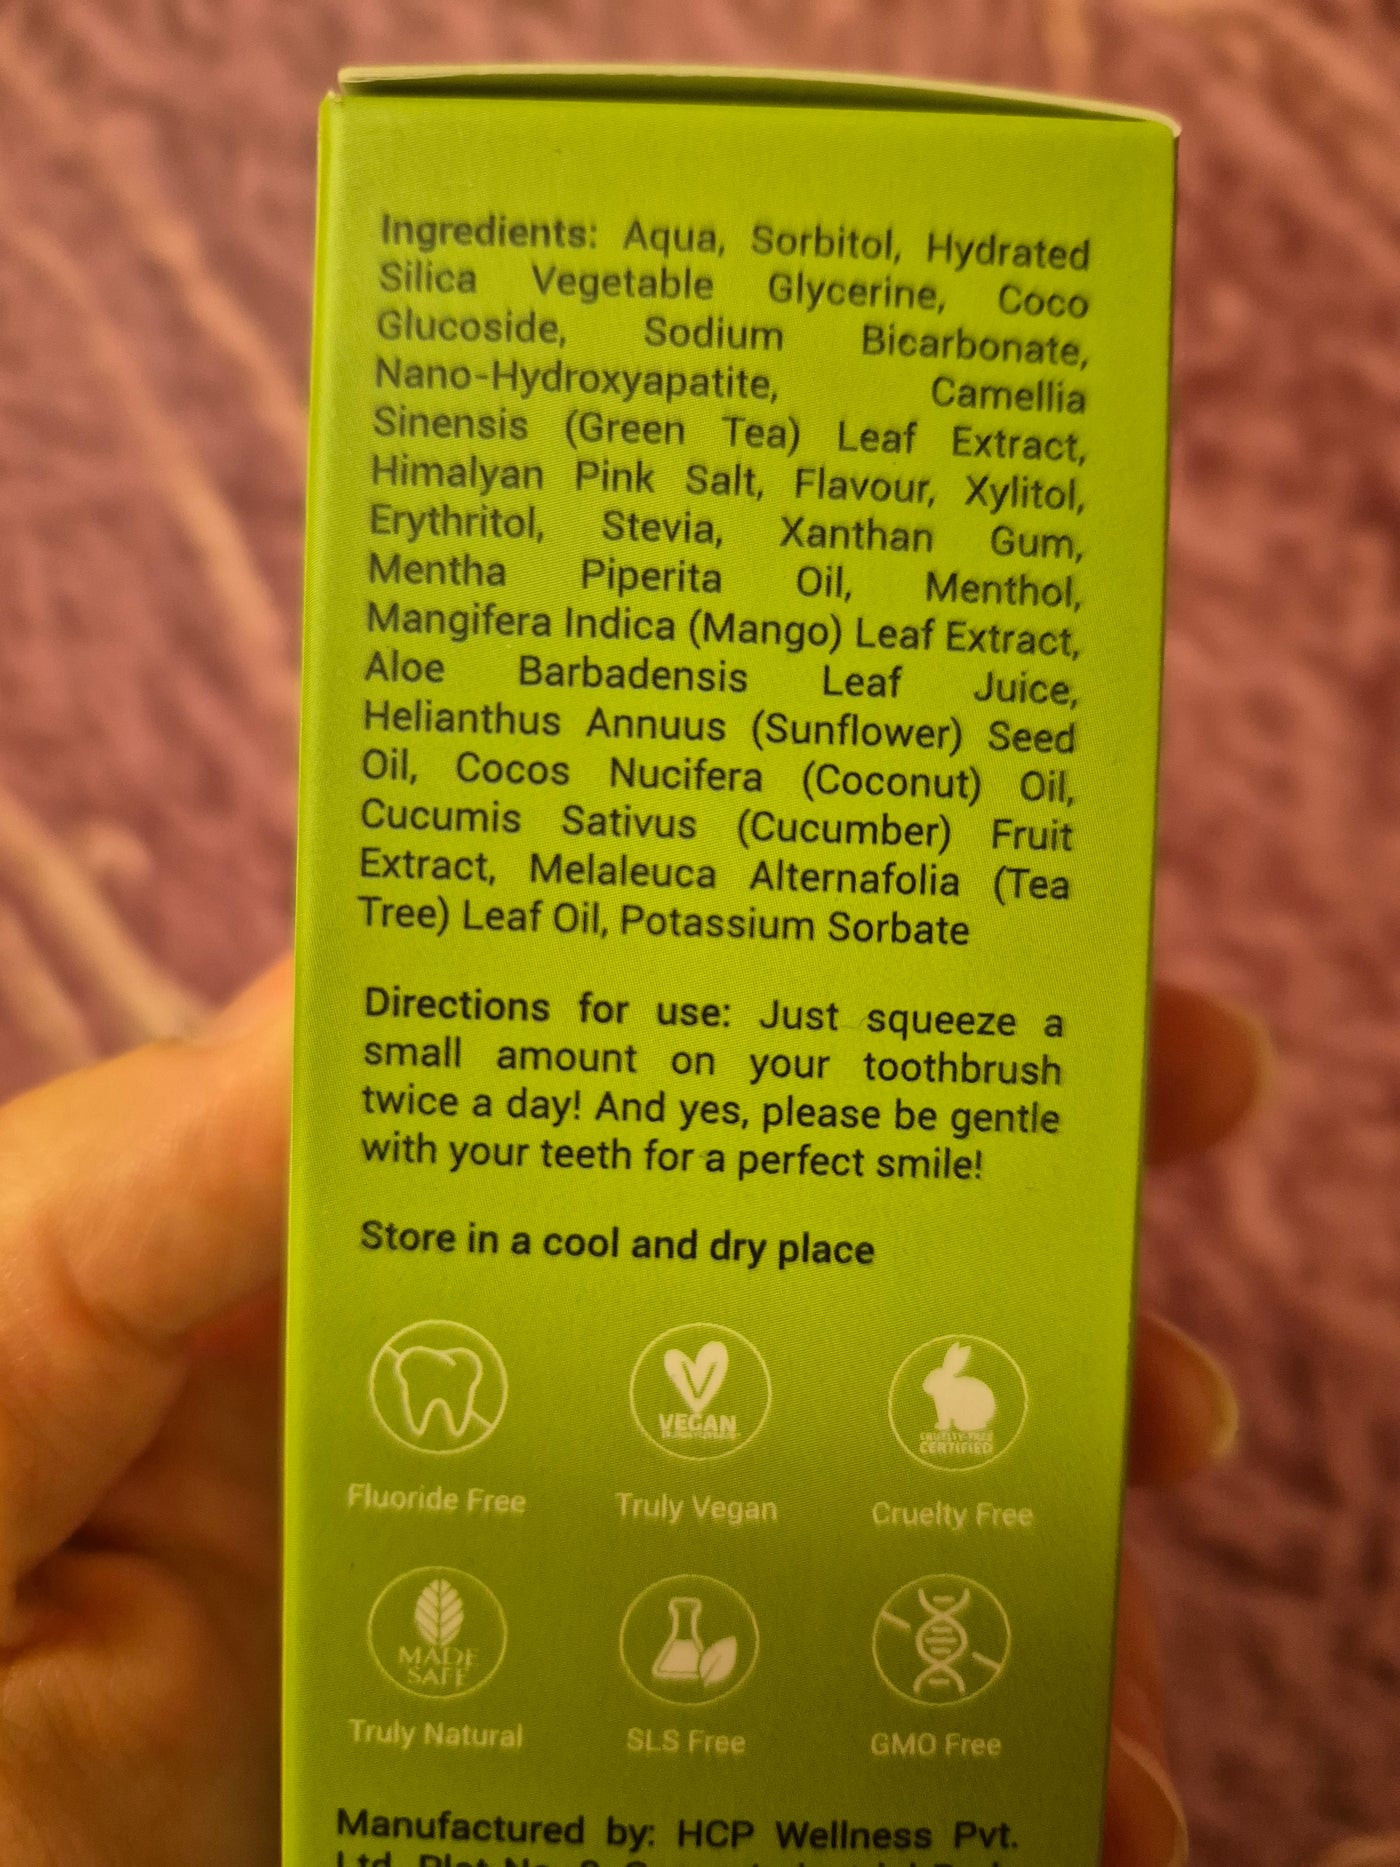 Ingredients: Aqua, Sorbitol, Hydrated
Silica Vegetable Glycerine, Coco
Glucoside, Sodium Bicarbonate,
Nano-Hydroxyapatite, Camellia
Sinensis (Green Tea) Leaf Extract,
Himalyan Pink Salt, Flavour, Xylitol,
Erythritol, Stevia, Xanthan Gum,
Mentha Piperita Oil, Menthol,
Mangifera Indica (Mango) Leaf Extract,
Aloe Barbadensis Leaf Juice,
Helianthus Annuus (Sunflower) Seed
Oil, Cocos Nucifera (Coconut) Oil,
Cucumis Sativus (Cucumber) Fruit
Extract, Melaleuca Alternafolia (Tea
Tree) Leaf Oil, Potassium Sorbate
Directions for use: Just squeeze a
small amount on your toothbrush
twice a day! And yes, please be gentle
with your teeth for a perfect smile!
Store in a cool and dry place
VEGAN
CRUELTY FREE
CERTIFIED
Fluoride Free Truly Vegan Cruelty Free
MADE
SAFE
Truly Natural SLS Free GMO Free
Manufactured by: HCP Wellness Pvt.